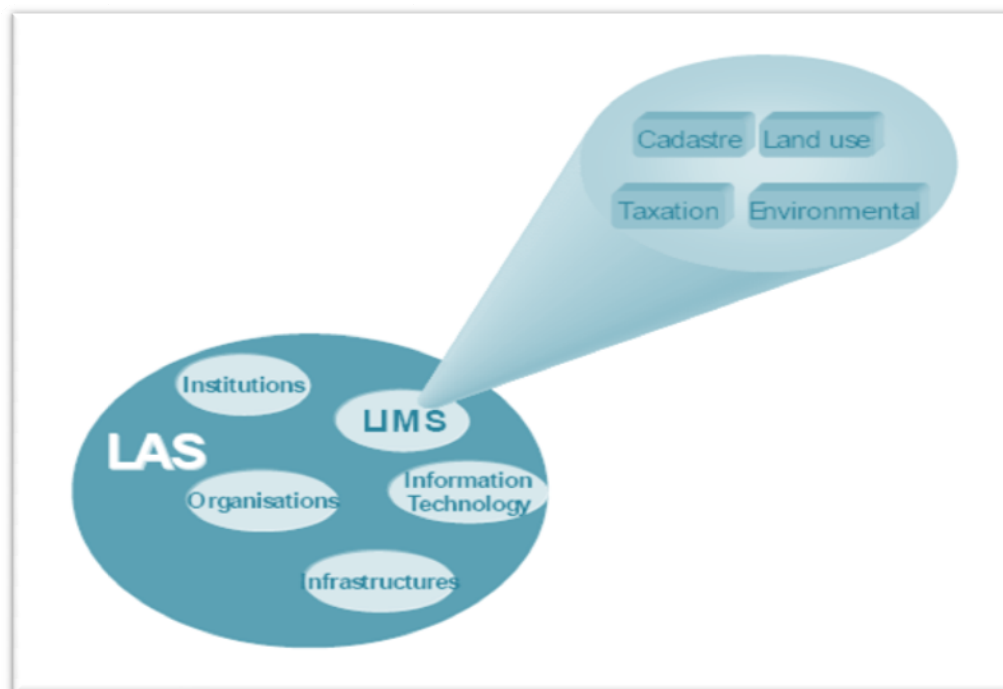 Cadastre
Land use
Taxation
Environmental
Institutions
LIMS
LAS
Information
Technology
Organisations
Infrastructures